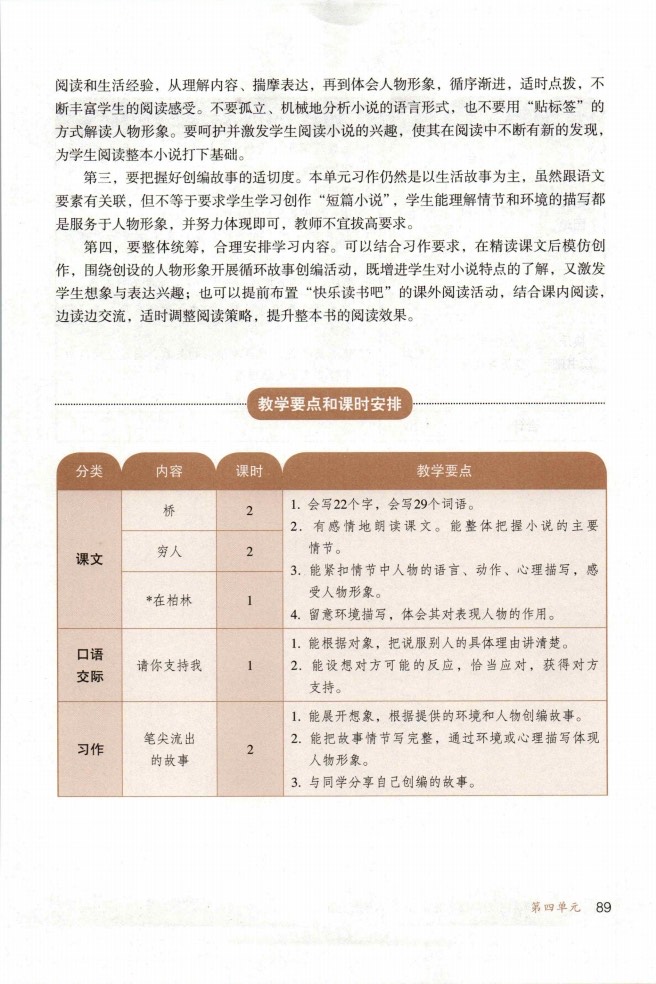 阅读和生活经验，从理解内容、揣摩表达，再到体会人物形象，循序渐进，适时点拨，不
断丰富学生的阅读感受。不要孤立、机械地分析小说的语言形式，也不要用“贴标签”的
方式解读人物形象。要呵护并激发学生阅读小说的兴趣，使其在阅读中不断有新的发现，
为学生阅读整本小说打下基础。
第三，要把握好创编故事的适切度。本单元习作仍然是以生活故事为主，虽然跟语文
要素有关联，但不等于要求学生学习创作“短篇小说”，学生能理解情节和环境的描写都
是服务于人物形象，并努力体现即可，教师不宜拔高要求。
第四，要整体统筹，合理安排学习内容。可以结合习作要求，在精读课文后模仿创
作，围绕创设的人物形象开展循环故事创编活动，既增进学生对小说特点的了解，又激发
学生想象与表达兴趣；也可以提前布置“快乐读书吧”的课外阅读活动，结合课内阅读，
边读边交流，适时调整阅读策略，提升整本书的阅读效果。
教学要点和课时安排
分类 内容 课时 教学要点
课文
桥 2
穷人 2
*在柏林 1
1. 会写22个字，会写29个词语。
2. 有感情地朗读课文。能整体把握小说的主要
情节。
3. 能紧扣情节中人物的语言、动作、心理描写，感
受人物形象。
4. 留意环境描写，体会其对表现人物的作用。
口语
交际
请你支持我 1
1. 能根据对象，把说服别人的具体理由讲清楚。
2. 能设想对方可能的反应，恰当应对，获得对方
支持。
习作
笔尖流出
的故事
2
1. 能展开想象，根据提供的环境和人物创编故事。
2. 能把故事情节写完整，通过环境或心理描写体现
人物形象。
3. 与同学分享自己创编的故事。
第四单元 89